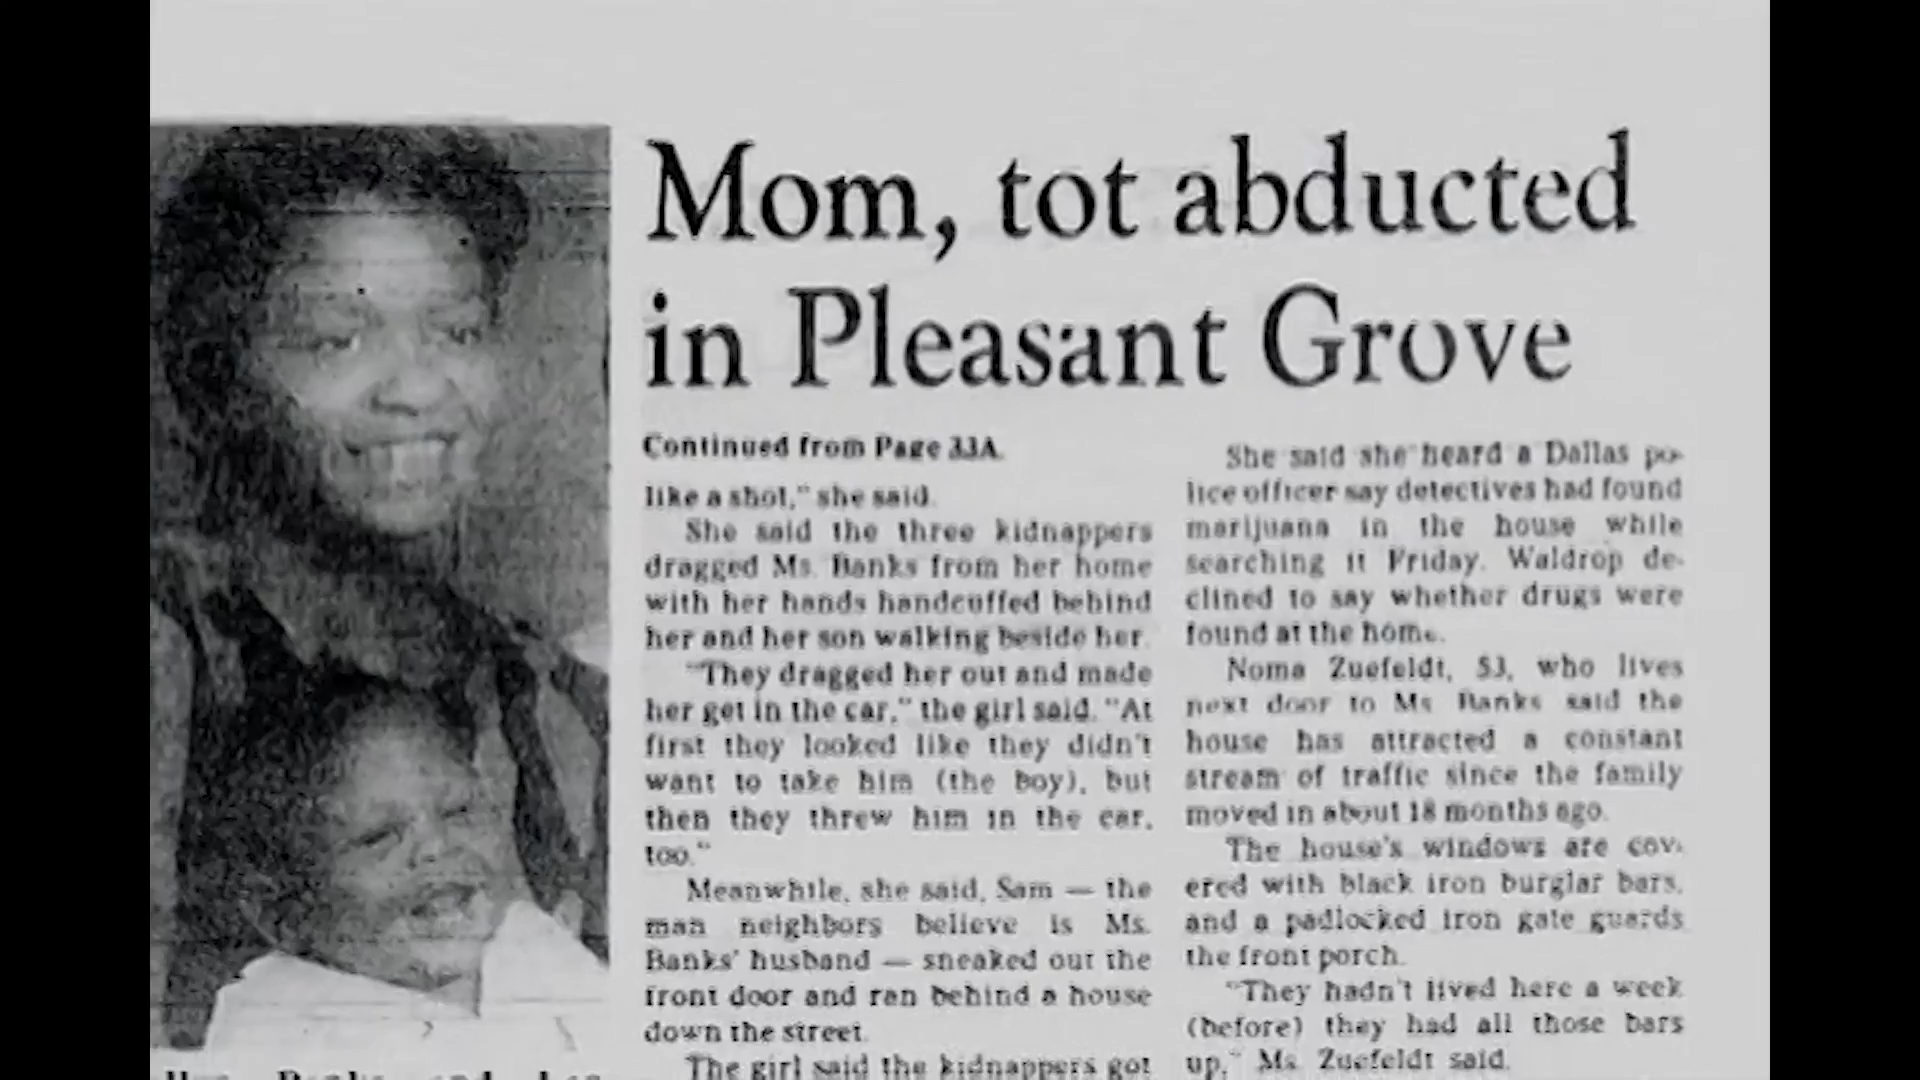 Mom, tot abducted
in Pleasant Grove
Continued from Page 33A.
like a shot," she said.
She said the three kidnappers
dragged Ms. Banks from her home
with her hands handcuffed behind
her and her son walking beside her.
"They dragged her out and made
her get in the car," the girl said. "At
first they looked like they didn't
want to take him (the boy), but
then they threw him in the car,
too."
Meanwhile, she said, Sam — the
man neighbors believe is Ms.
Banks' husband — sneaked out the
front door and ran behind a house
down the street.
The girl said the kidnappers got
She said she heard a Dallas po-
lice officer say detectives had found
marijuana in the house while
searching it Friday. Waldrop de-
clined to say whether drugs were
found at the home.
Noma Zuefeldt, 53, who lives
next door to Ms. Banks said the
house has attracted a constant
stream of traffic since the family
moved in about 18 months ago.
The house's windows are cov-
ered with black iron burglar bars,
and a padlocked iron gate guards
the front porch.
"They hadn't lived here a week
(before) they had all those bars
up," Ms. Zuefeldt said.
Banks and